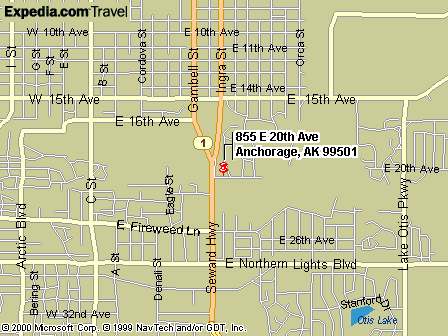 Expedia.com Travel
I St
G St
F St
E St
W 10th Ave
E 10th Ave
Cordova St
B St
Gambell St
Ingra St
Orca St
E 14th Ave
W 15th Ave
E 15th Ave
E 16th Ave
1
855 E 20th Ave
Anchorage, AK 99501
E 20th Ave
Arctic Blvd
C St
Eagle St
E Fireweed Ln
Seward Hwy
E 26th Ave
Lake Otis Pkwy
A St
Denali St
E Northern Lights Blvd
Bering St
W 32nd Ave
Stanford Ct
Otis Lake
©2000 Microsoft Corp. © 1999 NavTech and/or GDT, Inc.